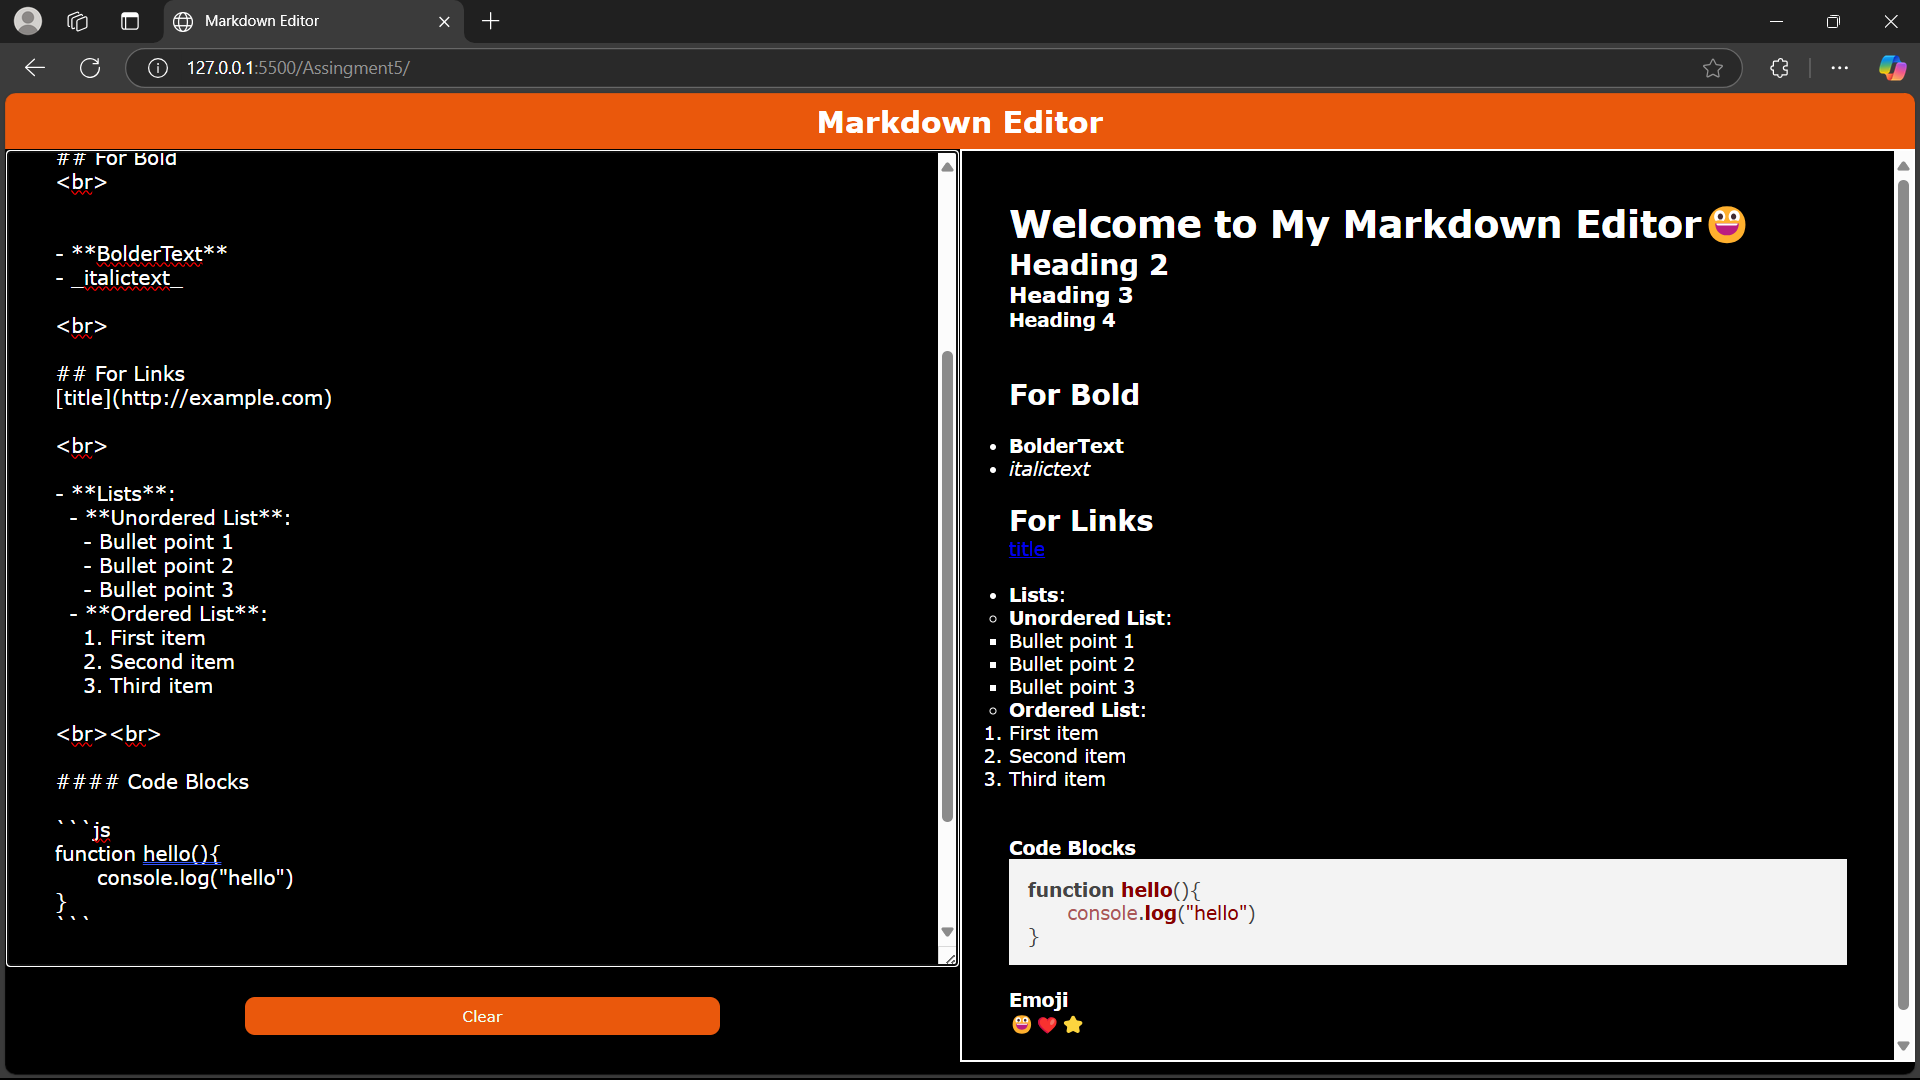 Markdown Editor
127.0.0.1:5500/Assingment5/
Markdown Editor
## For Bold
<br>
- **BolderText**
- _italictext_
<br>
## For Links
[title](http://example.com)
<br>
- **Lists**:
- **Unordered List**:
- Bullet point 1
- Bullet point 2
- Bullet point 3
- **Ordered List**:
1. First item
2. Second item
3. Third item
<br><br>
#### Code Blocks
```js
function hello(){
console.log("hello")
}
```
Clear
Welcome to My Markdown Editor😀
Heading 2
Heading 3
Heading 4
For Bold
• BolderText
• italictext
For Links
title
• Lists:
◦ Unordered List:
▪ Bullet point 1
▪ Bullet point 2
▪ Bullet point 3
◦ Ordered List:
1. First item
2. Second item
3. Third item
Code Blocks
function hello(){
console.log("hello")
}
Emoji
😀 ❤️ ⭐